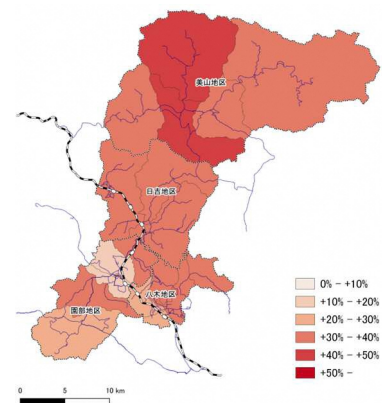 美山地区
日吉地区
八木地区
園部地区
0% - +10%
+10% - +20%
+20% - +30%
+30% - +40%
+40% - +50%
+50% -
0 5 10 km